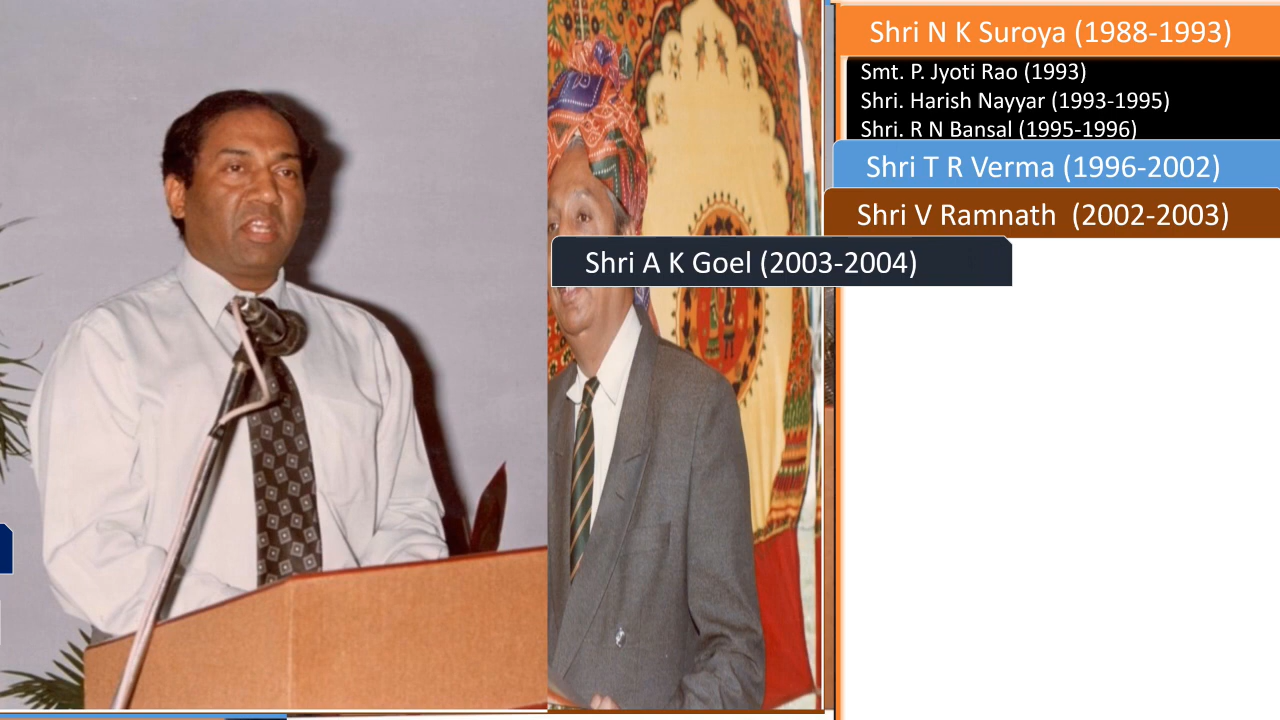 Shri N K Suroya (1988-1993)
Smt. P. Jyoti Rao (1993)
Shri. Harish Nayyar (1993-1995)
Shri. R N Bansal (1995-1996)
Shri T R Verma (1996-2002)
Shri V Ramnath (2002-2003)
Shri A K Goel (2003-2004)